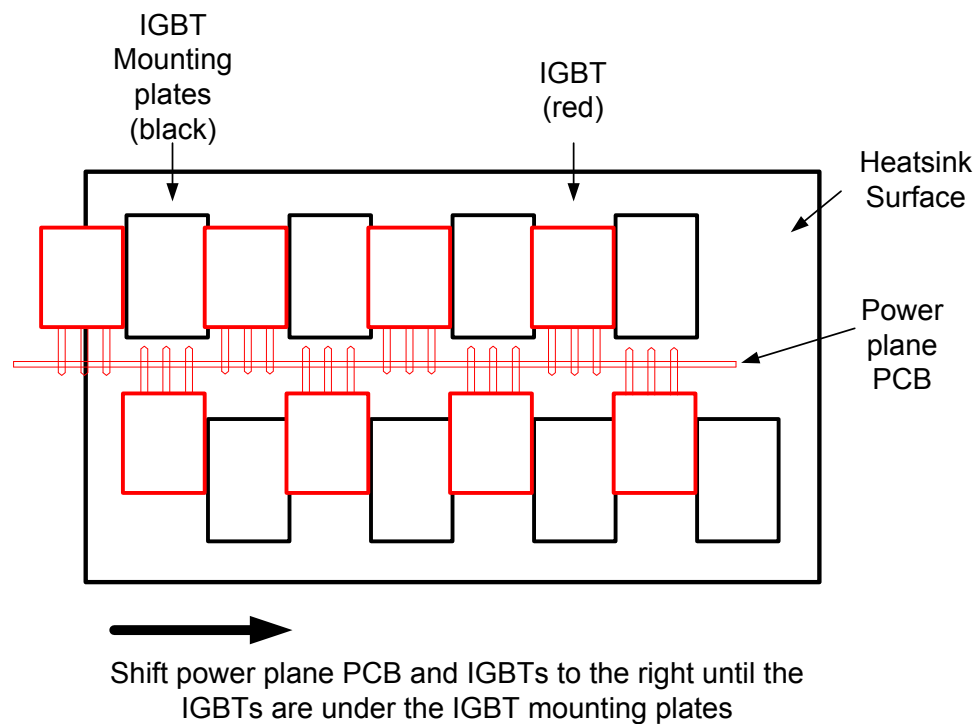 IGBT
Mounting
plates
(black)
IGBT
(red)
Heatsink
Surface
Power
plane
PCB
Shift power plane PCB and IGBTs to the right until the
IGBTs are under the IGBT mounting plates